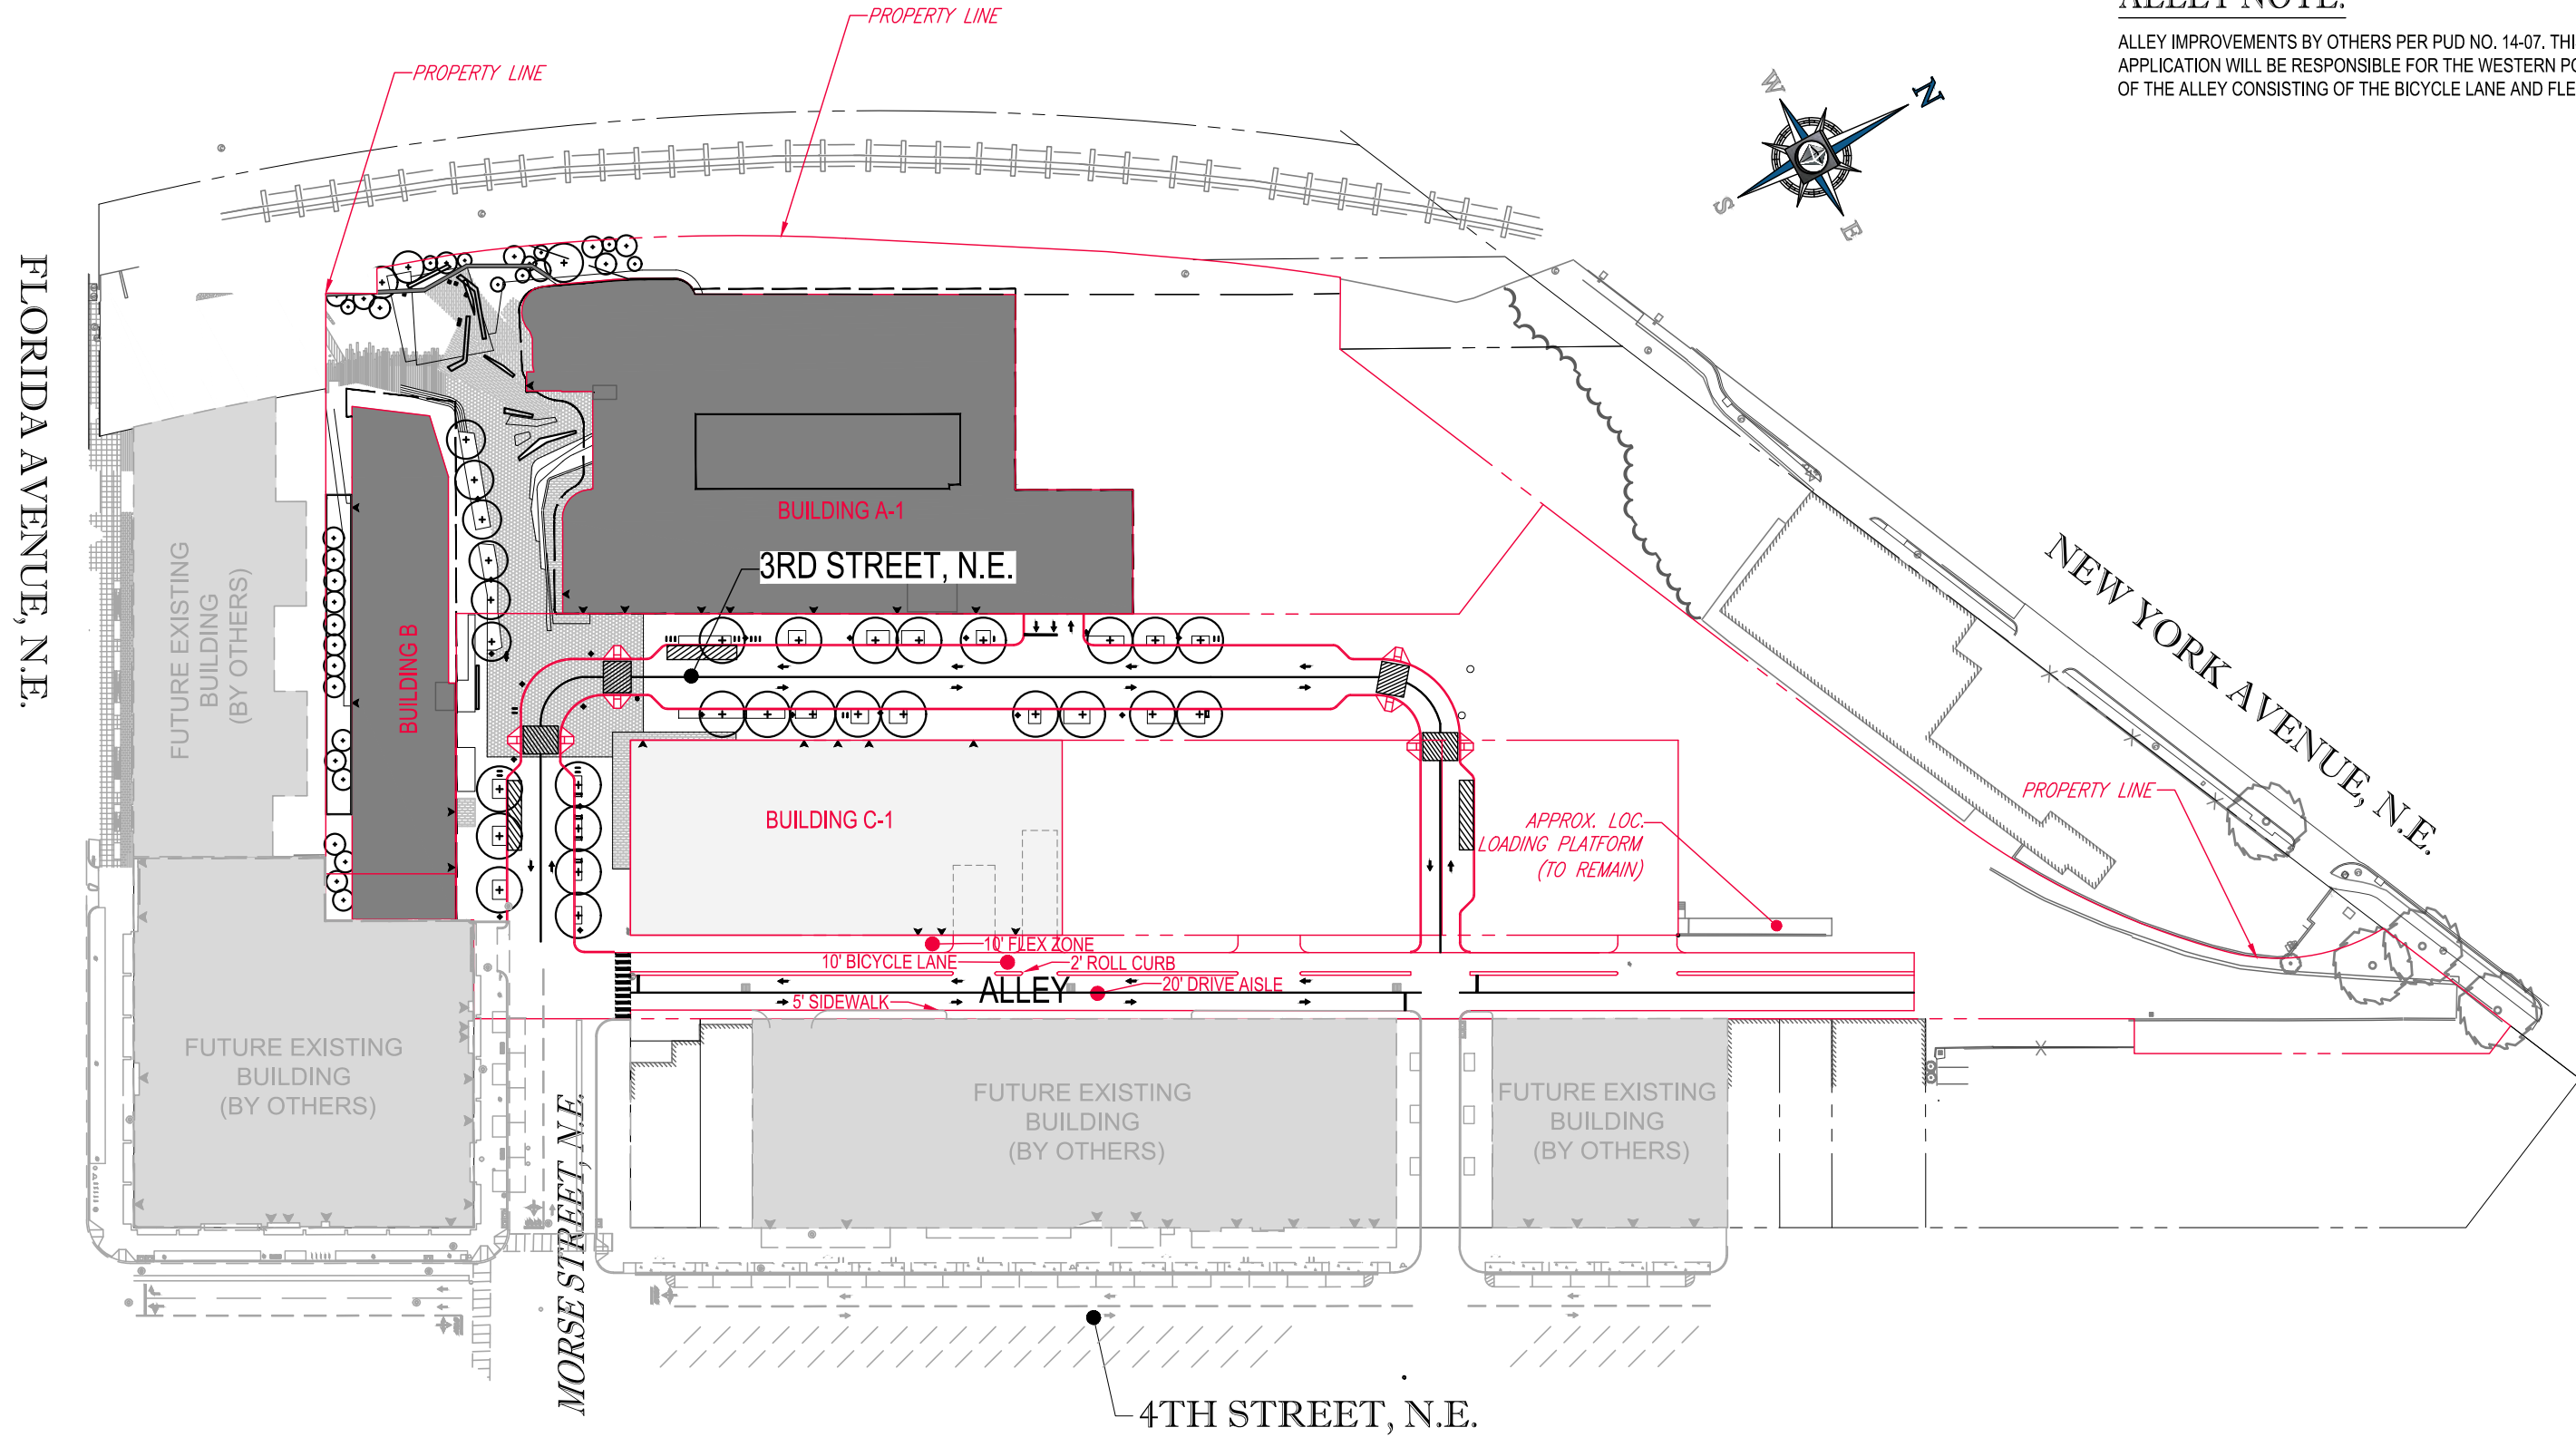 ALLEY NOTE:
ALLEY IMPROVEMENTS BY OTHERS PER PUD NO. 14-07. THI
APPLICATION WILL BE RESPONSIBLE FOR THE WESTERN PO
OF THE ALLEY CONSISTING OF THE BICYCLE LANE AND FLE
PROPERTY LINE
PROPERTY LINE
N
W
S
E
FLORIDA AVENUE, N.E.
NEW YORK AVENUE, N.E.
BUILDING A-1
3RD STREET, N.E.
FUTURE EXISTING
BUILDING
(BY OTHERS)
BUILDING B
BUILDING C-1
PROPERTY LINE
APPROX. LOC.
LOADING PLATFORM
(TO REMAIN)
10' FLEX ZONE
10' BICYCLE LANE
2' ROLL CURB
ALLEY
20' DRIVE AISLE
5' SIDEWALK
FUTURE EXISTING
BUILDING
(BY OTHERS)
FUTURE EXISTING
BUILDING
(BY OTHERS)
FUTURE EXISTING
BUILDING
(BY OTHERS)
MORSE STREET, N.E.
4TH STREET, N.E.